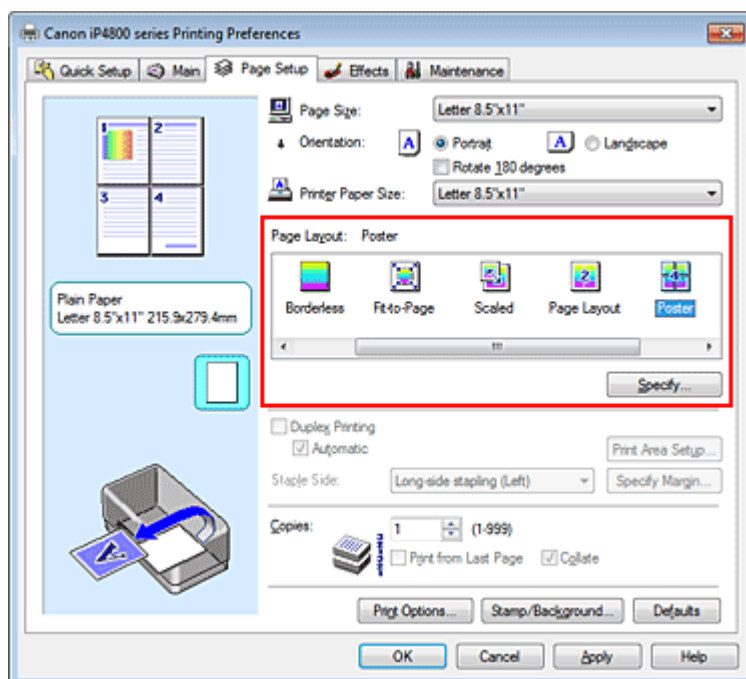 Canon iP4800 series Printing Preferences
Quick Setup Main Page Setup Effects Maintenance
1 2
3 4
Page Size: Letter 8.5"x11"
Orientation: A Portrait A Landscape
Rotate 180 degrees
Printer Paper Size: Letter 8.5"x11"
Page Layout: Poster
Borderless Fit-to-Page Scaled Page Layout Poster
Plain Paper
Letter 8.5"x11" 215.9x279.4mm
Specify...
Duplex Printing
Automatic Print Area Setup...
Staple Side: Long-side stapling (Left) Specify Margin...
Copies: 1 (1-999)
Print from Last Page Collate
Print Options... Stamp/Background... Defaults
OK Cancel Apply Help